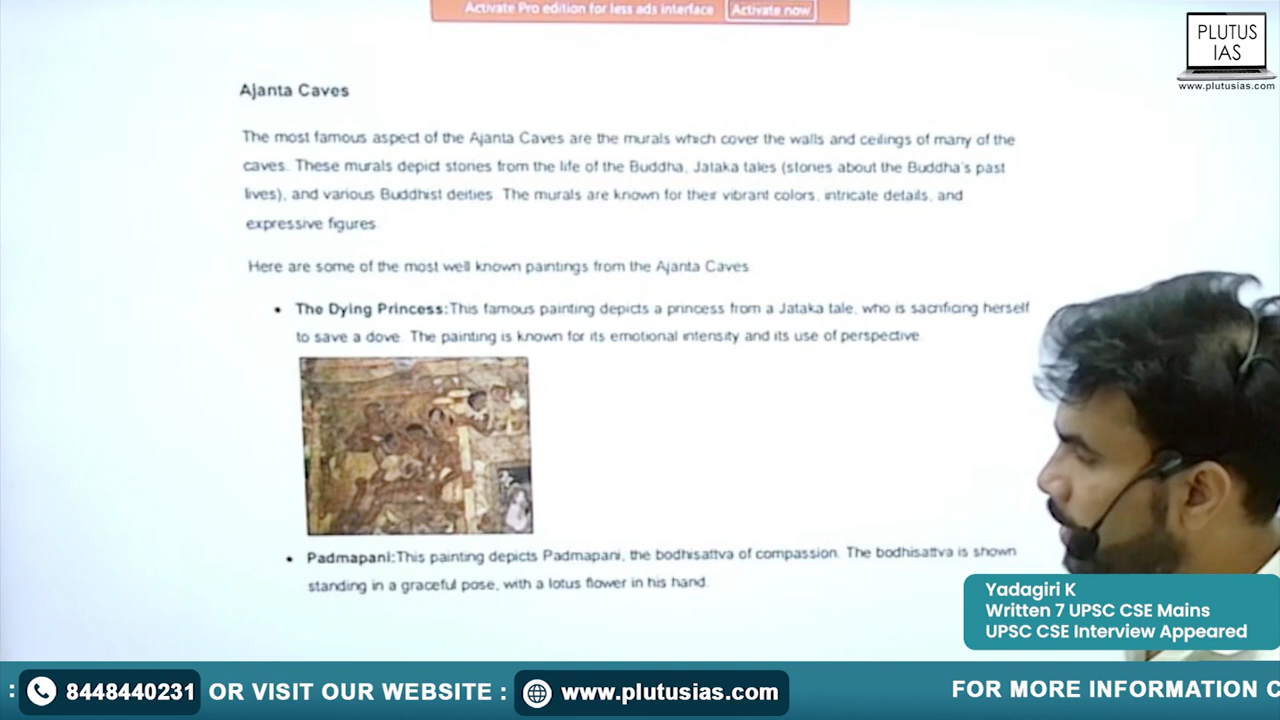 Activate Pro edition for less ads interface Activate now
PLUTUS
IAS
www.plutusias.com
Ajanta Caves
The most famous aspect of the Ajanta Caves are the murals which cover the walls and ceilings of many of the
caves. These murals depict stories from the life of the Buddha, Jataka tales (stories about the Buddha's past
lives), and various Buddhist deities. The murals are known for their vibrant colors, intricate details, and
expressive figures.
Here are some of the most well known paintings from the Ajanta Caves
• The Dying Princess:This famous painting depicts a princess from a Jataka tale, who is sacrificing herself
to save a dove. The painting is known for its emotional intensity and its use of perspective.
• Padmapani:This painting depicts Padmapani, the bodhisattva of compassion. The bodhisattva is shown
standing in a graceful pose, with a lotus flower in his hand.
Yadagiri K
Written 7 UPSC CSE Mains
UPSC CSE Interview Appeared
: 8448440231 OR VISIT OUR WEBSITE : www.plutusias.com FOR MORE INFORMATION C